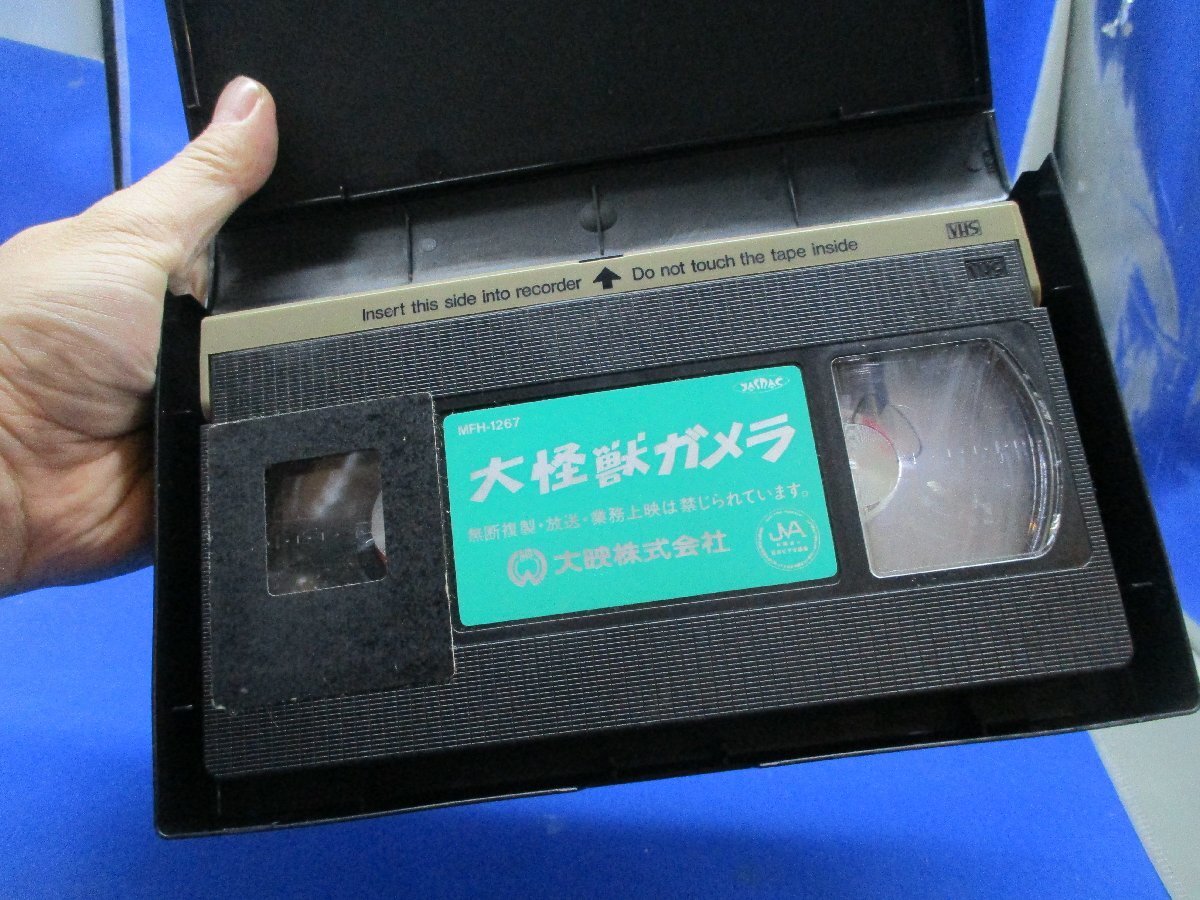 Insert this side into recorder Do not touch the tape inside VHS
MFH-1267 JASRAC
大怪獣ガメラ
無断複製・放送・業務上映は禁じられています。
大映株式会社 JVA